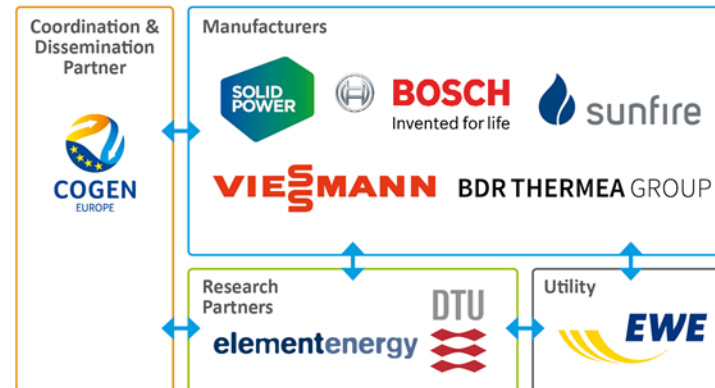 Coordination &
Dissemination
Partner
COGEN
EUROPE
Manufacturers
SOLID
POWER
BOSCH
Invented for life
sunfire
VIESSMANN
BDR THERMEA GROUP
Research
Partners
elementenergy
DTU
Utility
EWE